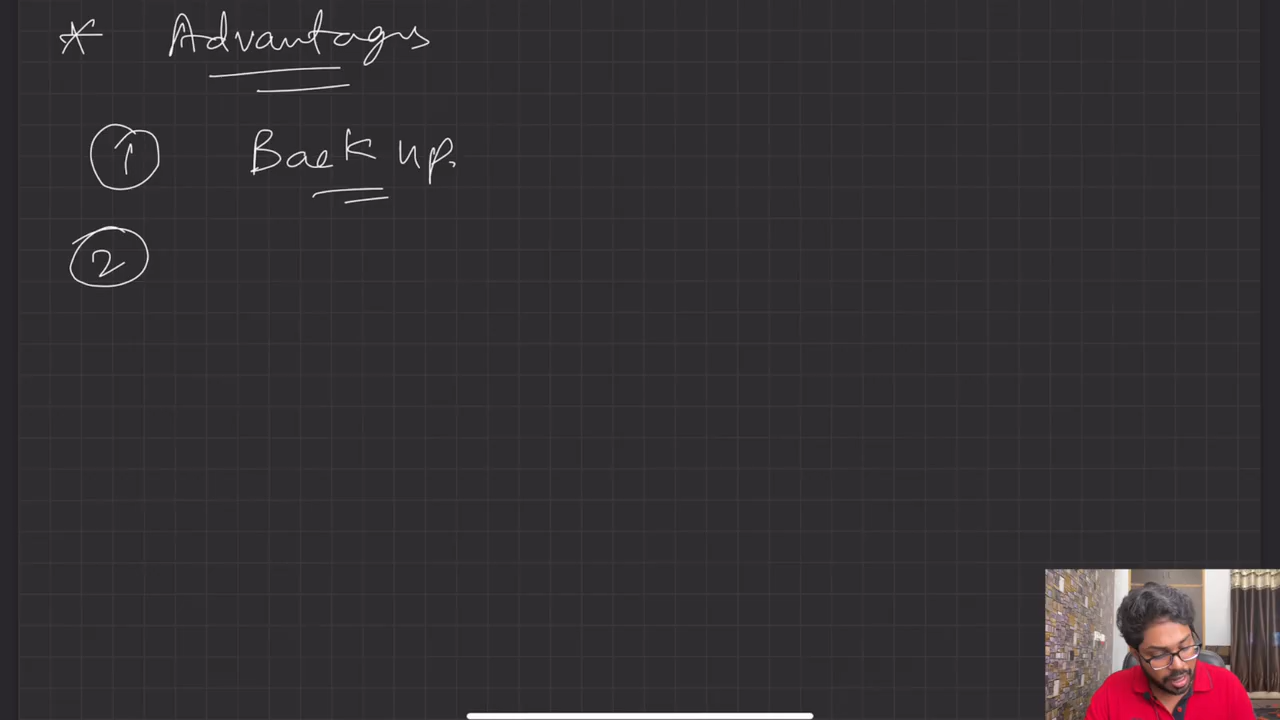 * Advantages
① Back up.
②